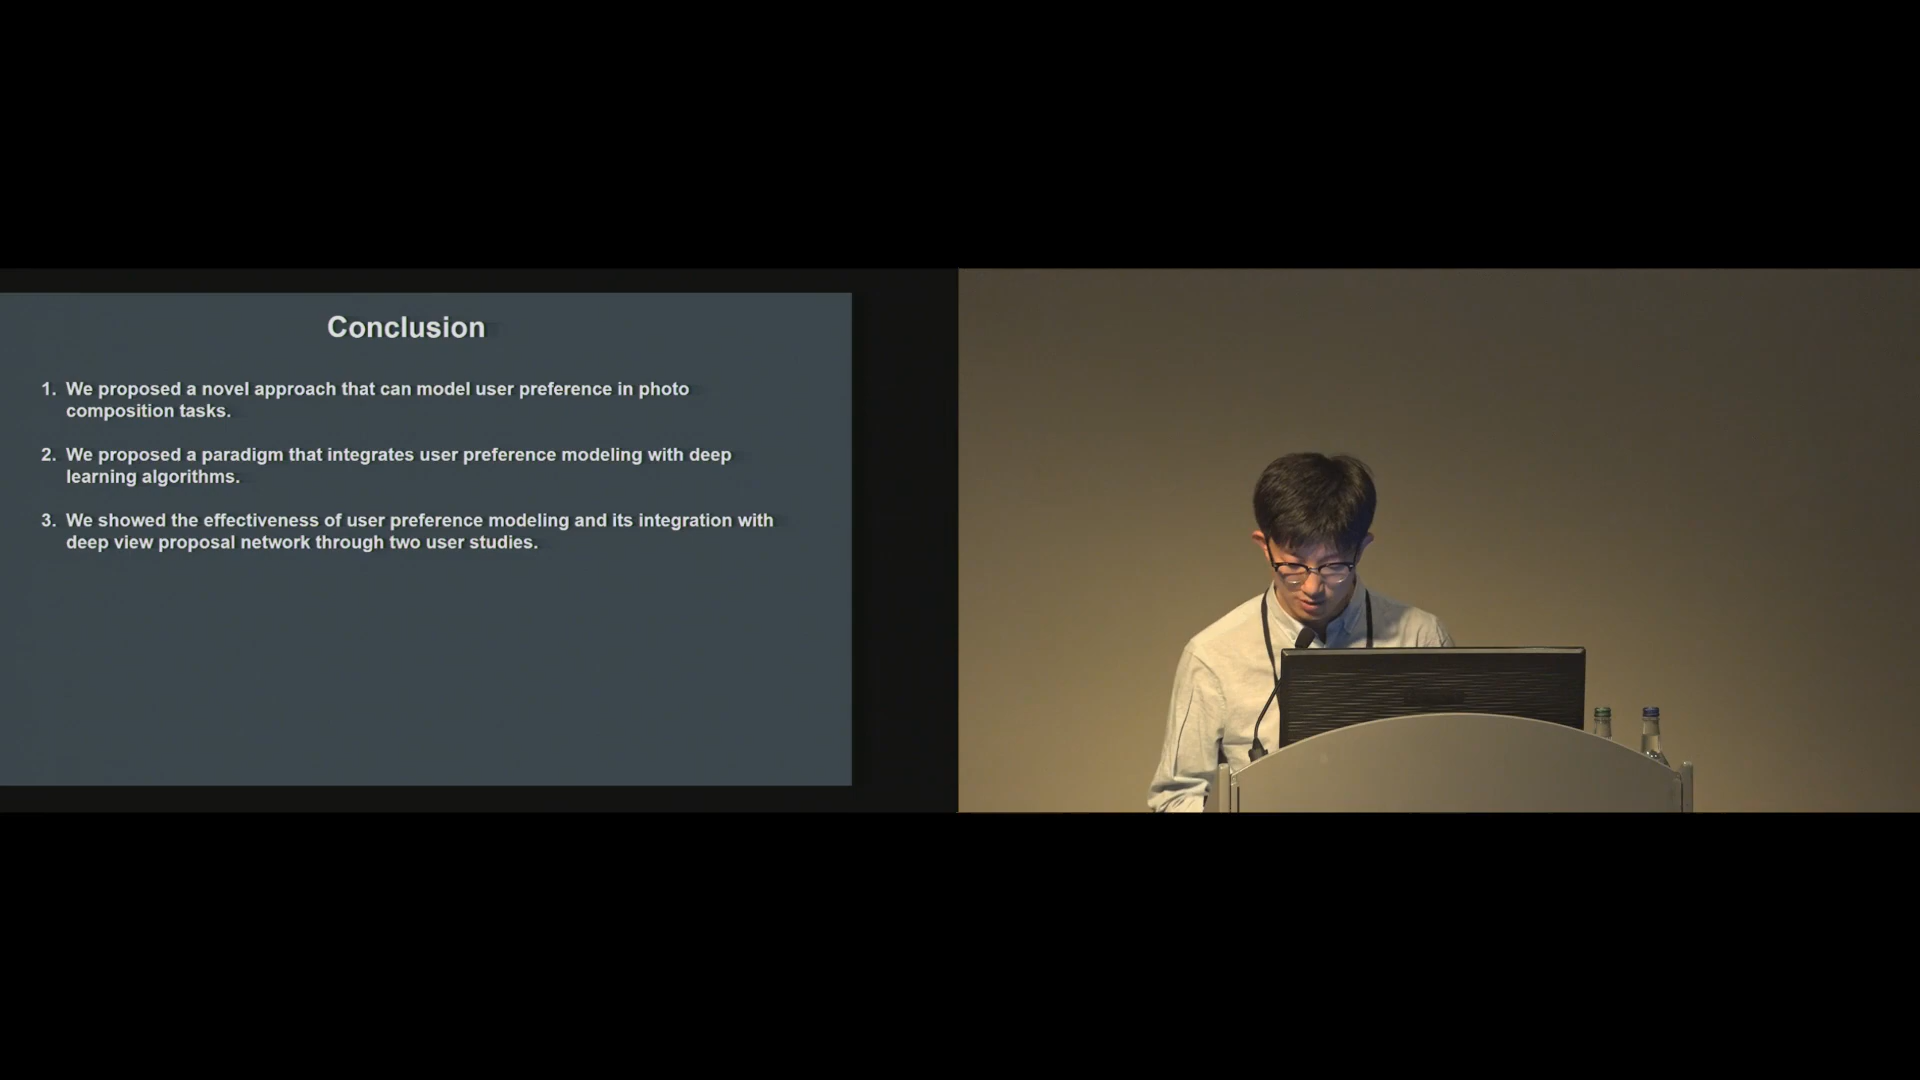 Conclusion
1. We proposed a novel approach that can model user preference in photo
composition tasks.
2. We proposed a paradigm that integrates user preference modeling with deep
learning algorithms.
3. We showed the effectiveness of user preference modeling and its integration with
deep view proposal network through two user studies.